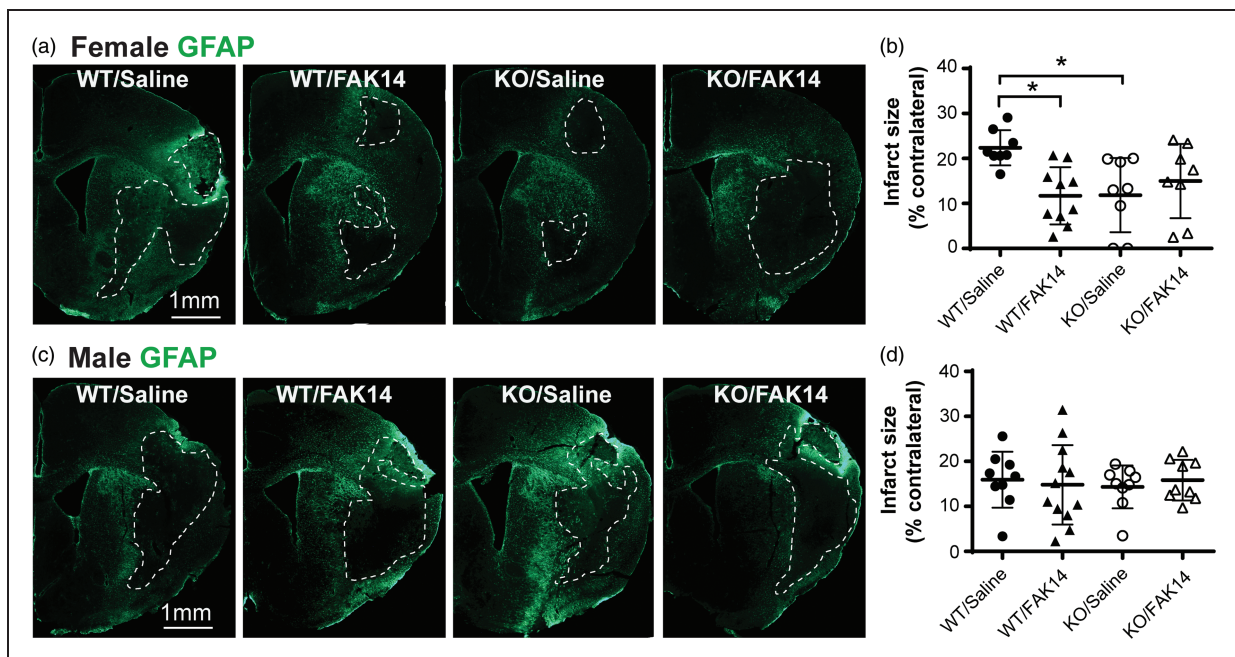 (a) Female GFAP
WT/Saline WT/FAK14 KO/Saline KO/FAK14
1mm
(b)
*
*
Infarct size
(% contralateral)
40
30
20
10
0
WT/Saline
WT/FAK14
KO/Saline
KO/FAK14
(c) Male GFAP
WT/Saline WT/FAK14 KO/Saline KO/FAK14
1mm
(d)
Infarct size
(% contralateral)
40
30
20
10
0
WT/Saline
WT/FAK14
KO/Saline
KO/FAK14